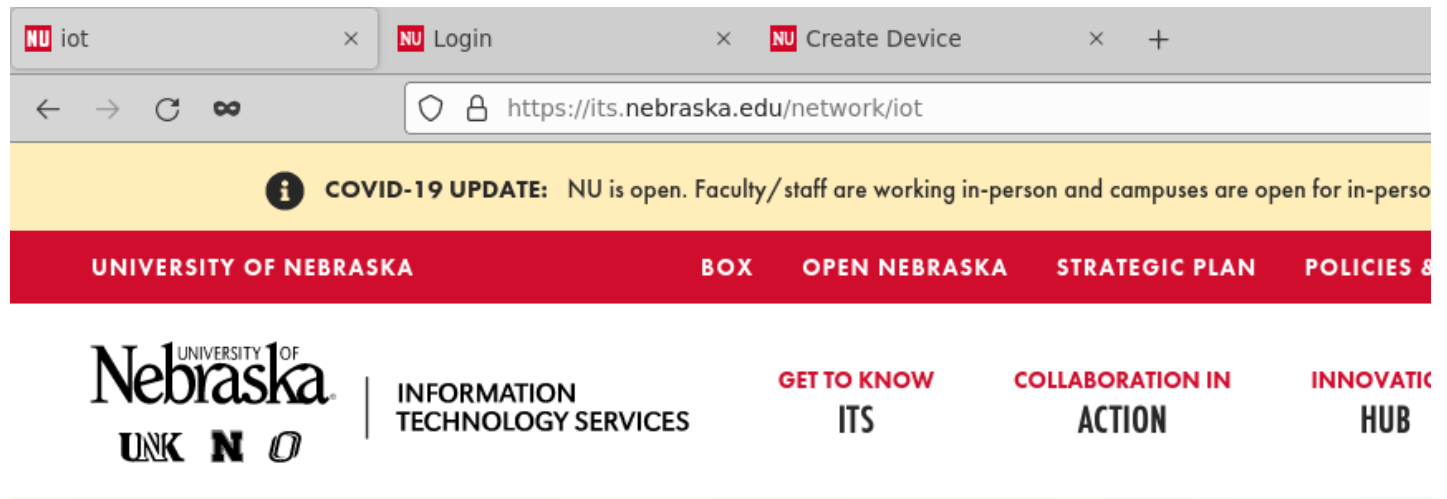 NU iot NU Login NU Create Device
https://its.nebraska.edu/network/iot
COVID-19 UPDATE: NU is open. Faculty/staff are working in-person and campuses are open for in-perso
UNIVERSITY OF NEBRASKA BOX OPEN NEBRASKA STRATEGIC PLAN POLICIES &
UNIVERSITY OF
Nebraska
UNK N O
INFORMATION
TECHNOLOGY SERVICES
GET TO KNOW
ITS
COLLABORATION IN
ACTION
INNOVATIO
HUB